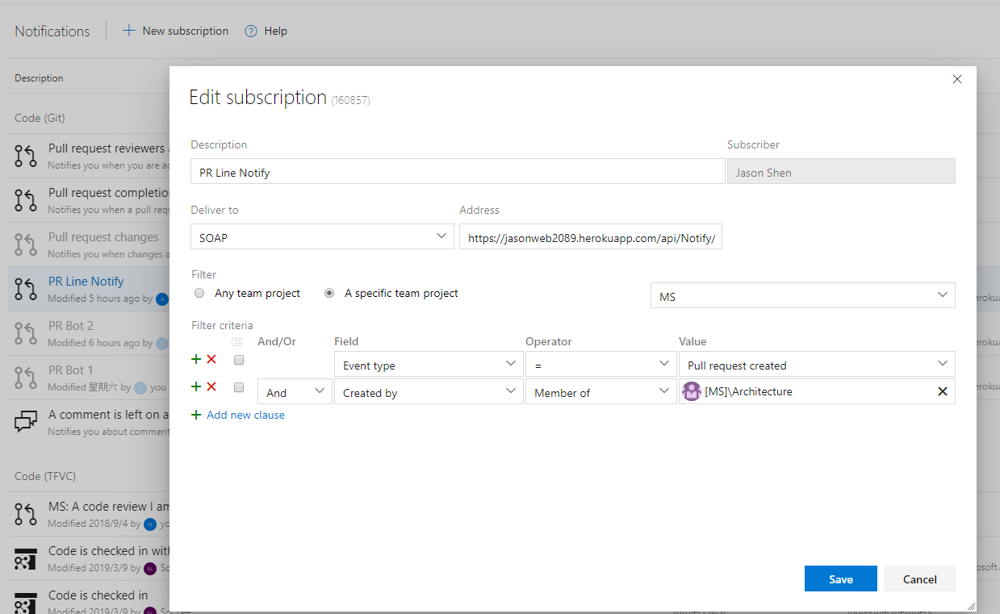 Notifications
New subscription
Help
Description
Code (Git)
Pull request reviewers
Notifies you when you are
Pull request completio
Notifies you when a pull requ
Pull request changes
Notifies you when changes a
PR Line Notify
Modified 5 hours ago by
PR Bot 2
Modified 6 hours ago by
PR Bot 1
Modified 星期六 by you
A comment is left on a
Notifies you about comment
Code (TFVC)
MS: A code review I am
Modified 2018/9/4 by
Code is checked in with
Modified 2019/3/9 by
Code is checked in
Modified 2019/3/9 by
Edit subscription (160857)
Description
Subscriber
PR Line Notify
Jason Shen
Deliver to
Address
SOAP
https://jasonweb2089.herokuapp.com/api/Notify/
Filter
Any team project
A specific team project
MS
Filter criteria
And/Or Field Operator Value
Event type = Pull request created
And Created by Member of [MS]\Architecture
Add new clause
Save
Cancel